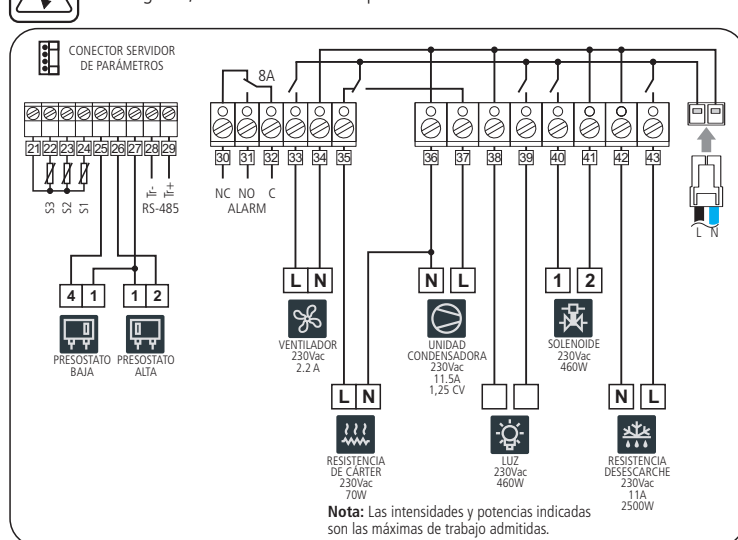 CONECTOR SERVIDOR
DE PARÁMETROS
8A
21 22 23 24 25 26 27 28 29
30 31 32 33 34 35
36 37 38 39 40 41 42 43
S3 S2 S1
Tr- Tr+
RS-485
NC NO C
ALARM
L N
L N
N L
1 2
4 1
1 2
PRESOSTATO
BAJA
PRESOSTATO
ALTA
VENTILADOR
230Vac
2.2 A
UNIDAD
CONDENSADORA
230Vac
11.5A
1,25 CV
SOLENOIDE
230Vac
460W
L N
N L
RESISTENCIA
DE CÁRTER
230Vac
70W
LUZ
230Vac
460W
RESISTENCIA
DESESCARCHE
230Vac
11A
2500W
Nota: Las intensidades y potencias indicadas
son las máximas de trabajo admitidas.